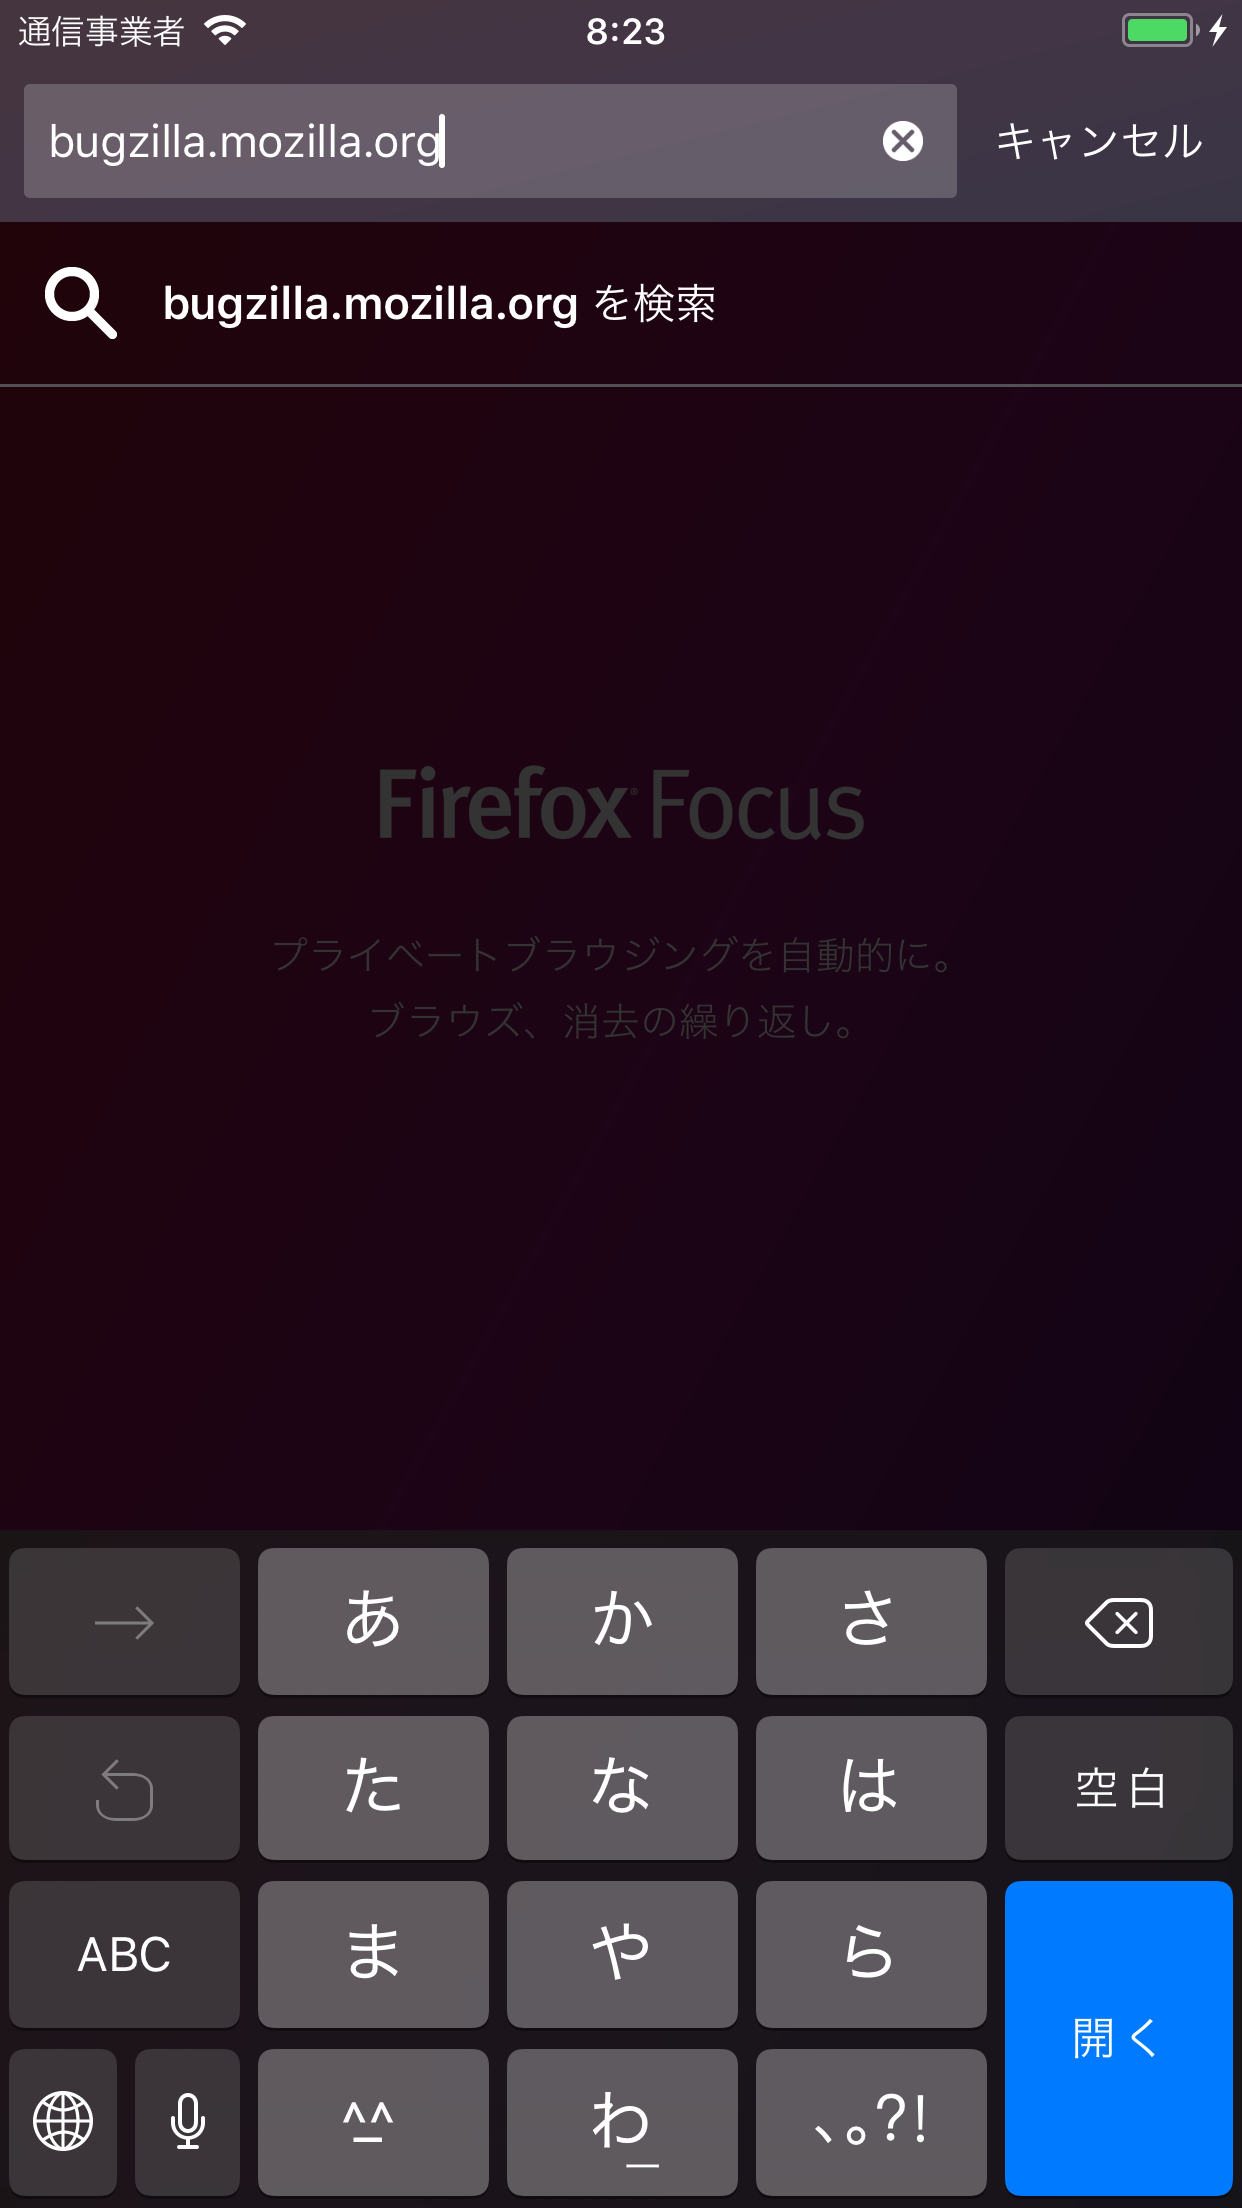 通信事業者 8:23
bugzilla.mozilla.org キャンセル
bugzilla.mozilla.org を検索
Firefox® Focus
プライベートブラウジングを自動的に。
ブラウズ、消去の繰り返し。
→ あ か さ
た な は 空白
ABC ま や ら
開く
^_^ わ_ 、。?!